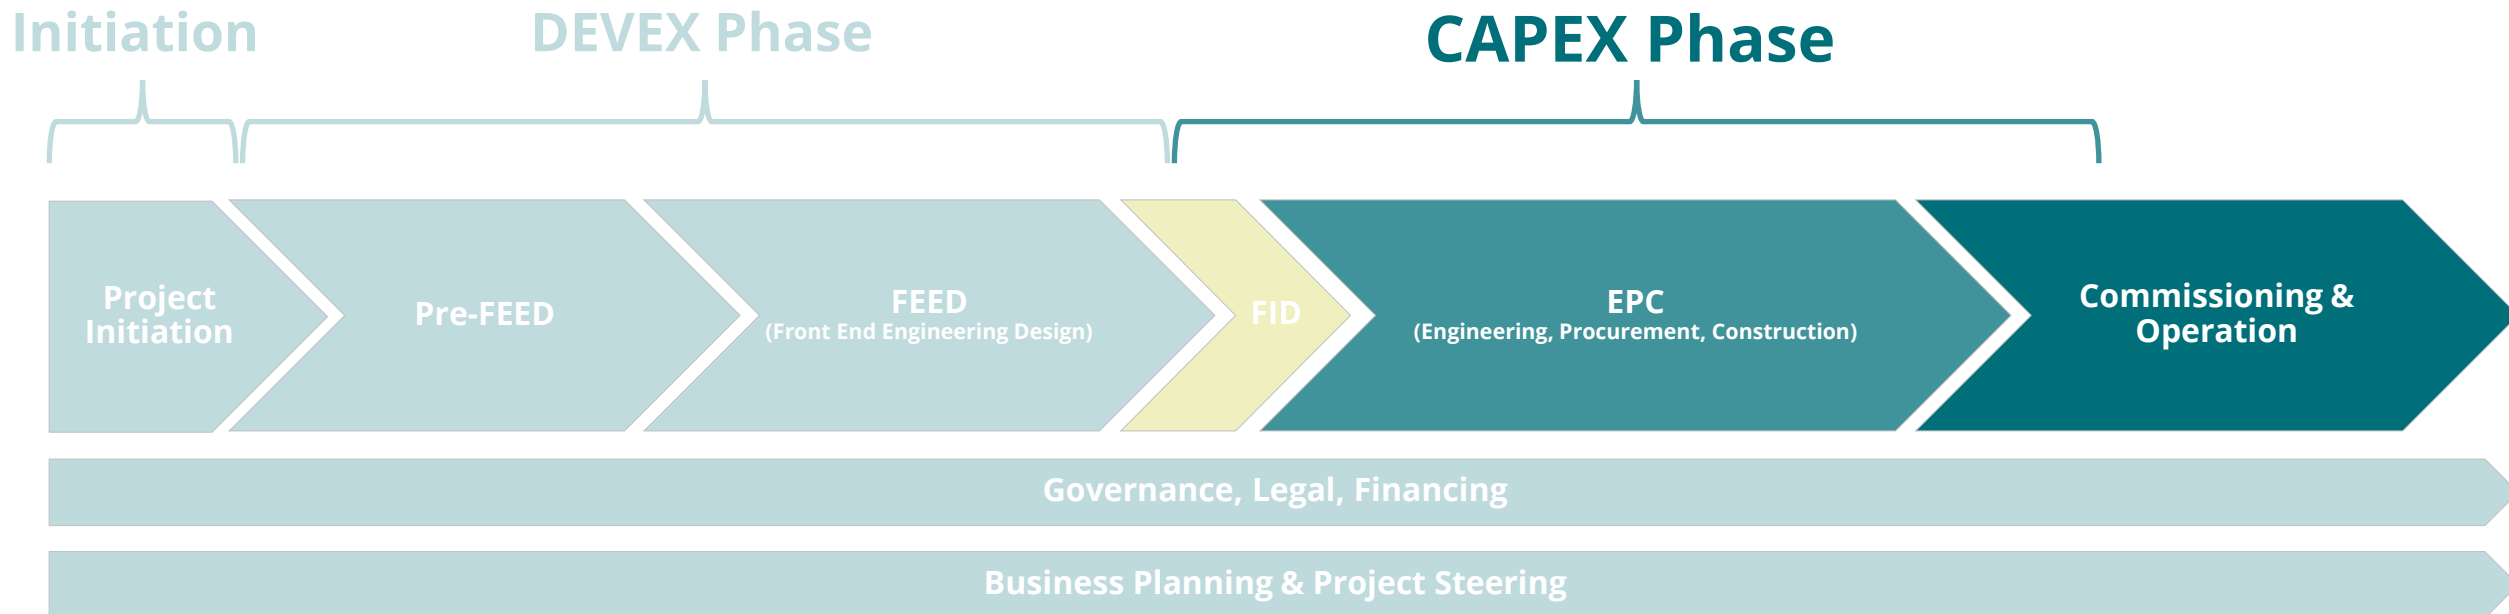 Initiation
DEVEX Phase
CAPEX Phase
Project
Initiation
Pre-FEED
FEED
(Front End Engineering Design)
FID
EPC
(Engineering, Procurement, Construction)
Commissioning &
Operation
Governance, Legal, Financing
Business Planning & Project Steering